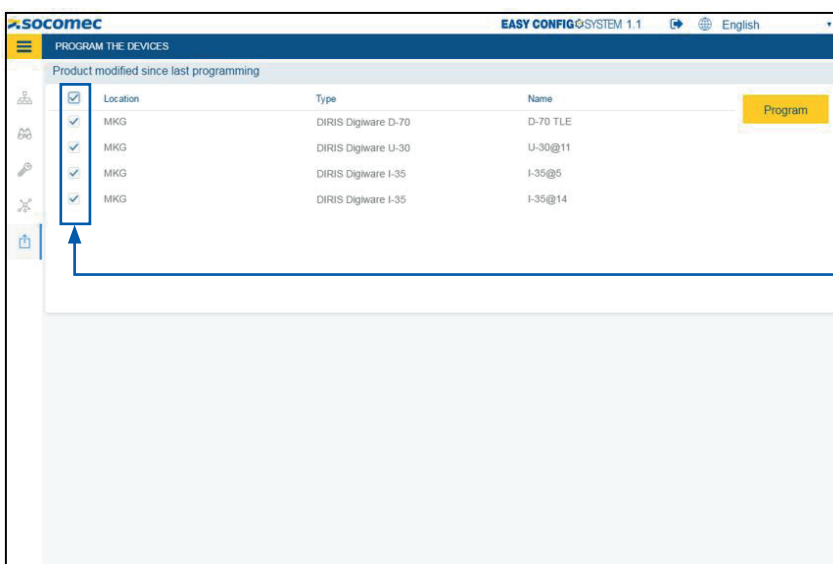 socomec EASY CONFIG SYSTEM 1.1 English
PROGRAM THE DEVICES
Product modified since last programming
Location Type Name
Program
MKG DIRIS Digiware D-70 D-70 TLE
MKG DIRIS Digiware U-30 U-30@11
MKG DIRIS Digiware I-35 I-35@5
MKG DIRIS Digiware I-35 I-35@14